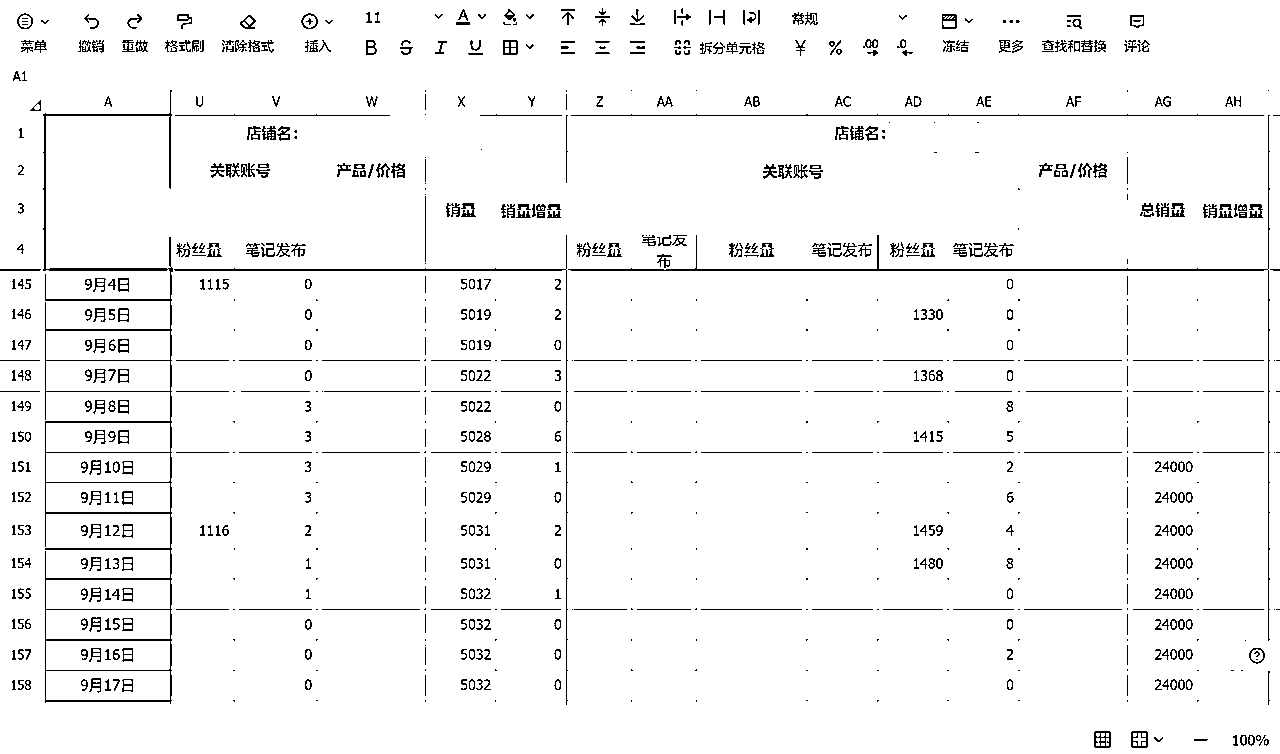 11 常规
菜单 撤销 重做 格式刷 清除格式 插入 B S I U A 拆分单元格 ¥ % .00 .0 冻结 更多 查找和替换 评论
A1
A U V W X Y Z AA AB AC AD AE AF AG AH
1 店铺名: 店铺名:
2 关联账号 产品/价格 关联账号 产品/价格
3 销量 销量增量 总销量 销量增量
4 粉丝量 笔记发布 粉丝量 笔记发布 粉丝量 笔记发布 粉丝量 笔记发布
145 9月4日 1115 0 5017 2 0
146 9月5日 0 5019 2 1330 0
147 9月6日 0 5019 0 0
148 9月7日 0 5022 3 1368 0
149 9月8日 3 5022 0 8
150 9月9日 3 5028 6 1415 5
151 9月10日 3 5029 1 2 24000
152 9月11日 3 5029 0 6 24000
153 9月12日 1116 2 5031 2 1459 4 24000
154 9月13日 1 5031 0 1480 8 24000
155 9月14日 1 5032 1 0 24000
156 9月15日 0 5032 0 0 24000
157 9月16日 0 5032 0 2 24000
158 9月17日 0 5032 0 0 24000
100%